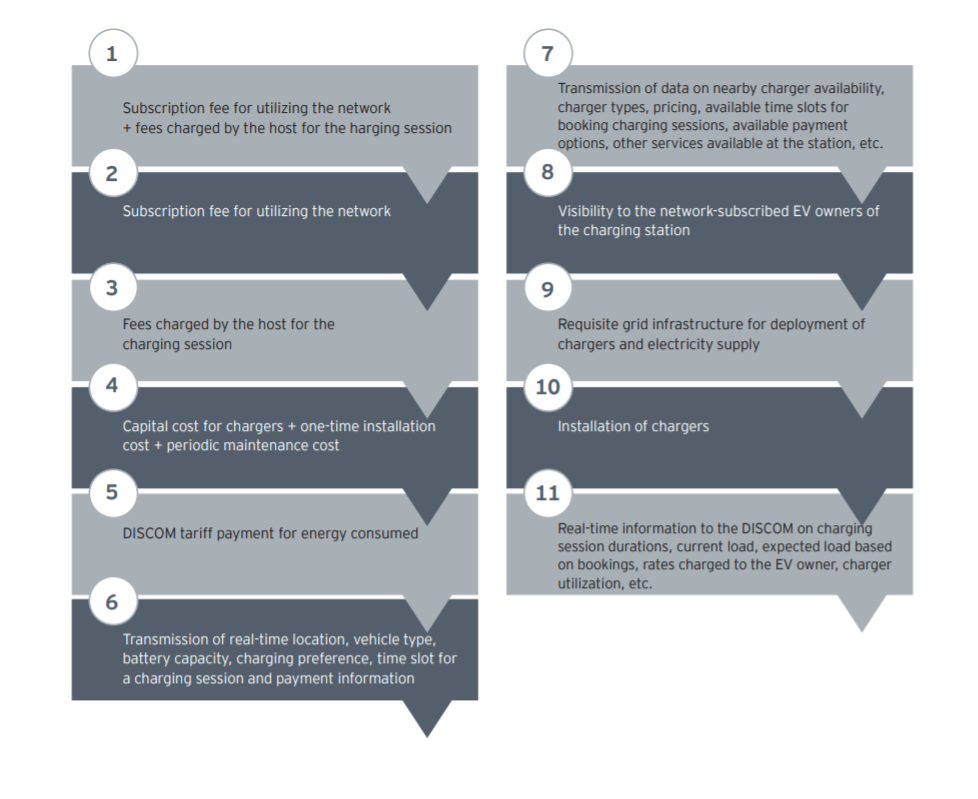 1
Subscription fee for utilizing the network
+ fees charged by the host for the harging session
2
Subscription fee for utilizing the network
3
Fees charged by the host for the
charging session
4
Capital cost for chargers + one-time installation
cost + periodic maintenance cost
5
DISCOM tariff payment for energy consumed
6
Transmission of real-time location, vehicle type,
battery capacity, charging preference, time slot for
a charging session and payment information
7
Transmission of data on nearby charger availability,
charger types, pricing, available time slots for
booking charging sessions, available payment
options, other services available at the station, etc.
8
Visibility to the network-subscribed EV owners of
the charging station
9
Requisite grid infrastructure for deployment of
chargers and electricity supply
10
Installation of chargers
11
Real-time information to the DISCOM on charging
session durations, current load, expected load based
on bookings, rates charged to the EV owner, charger
utilization, etc.